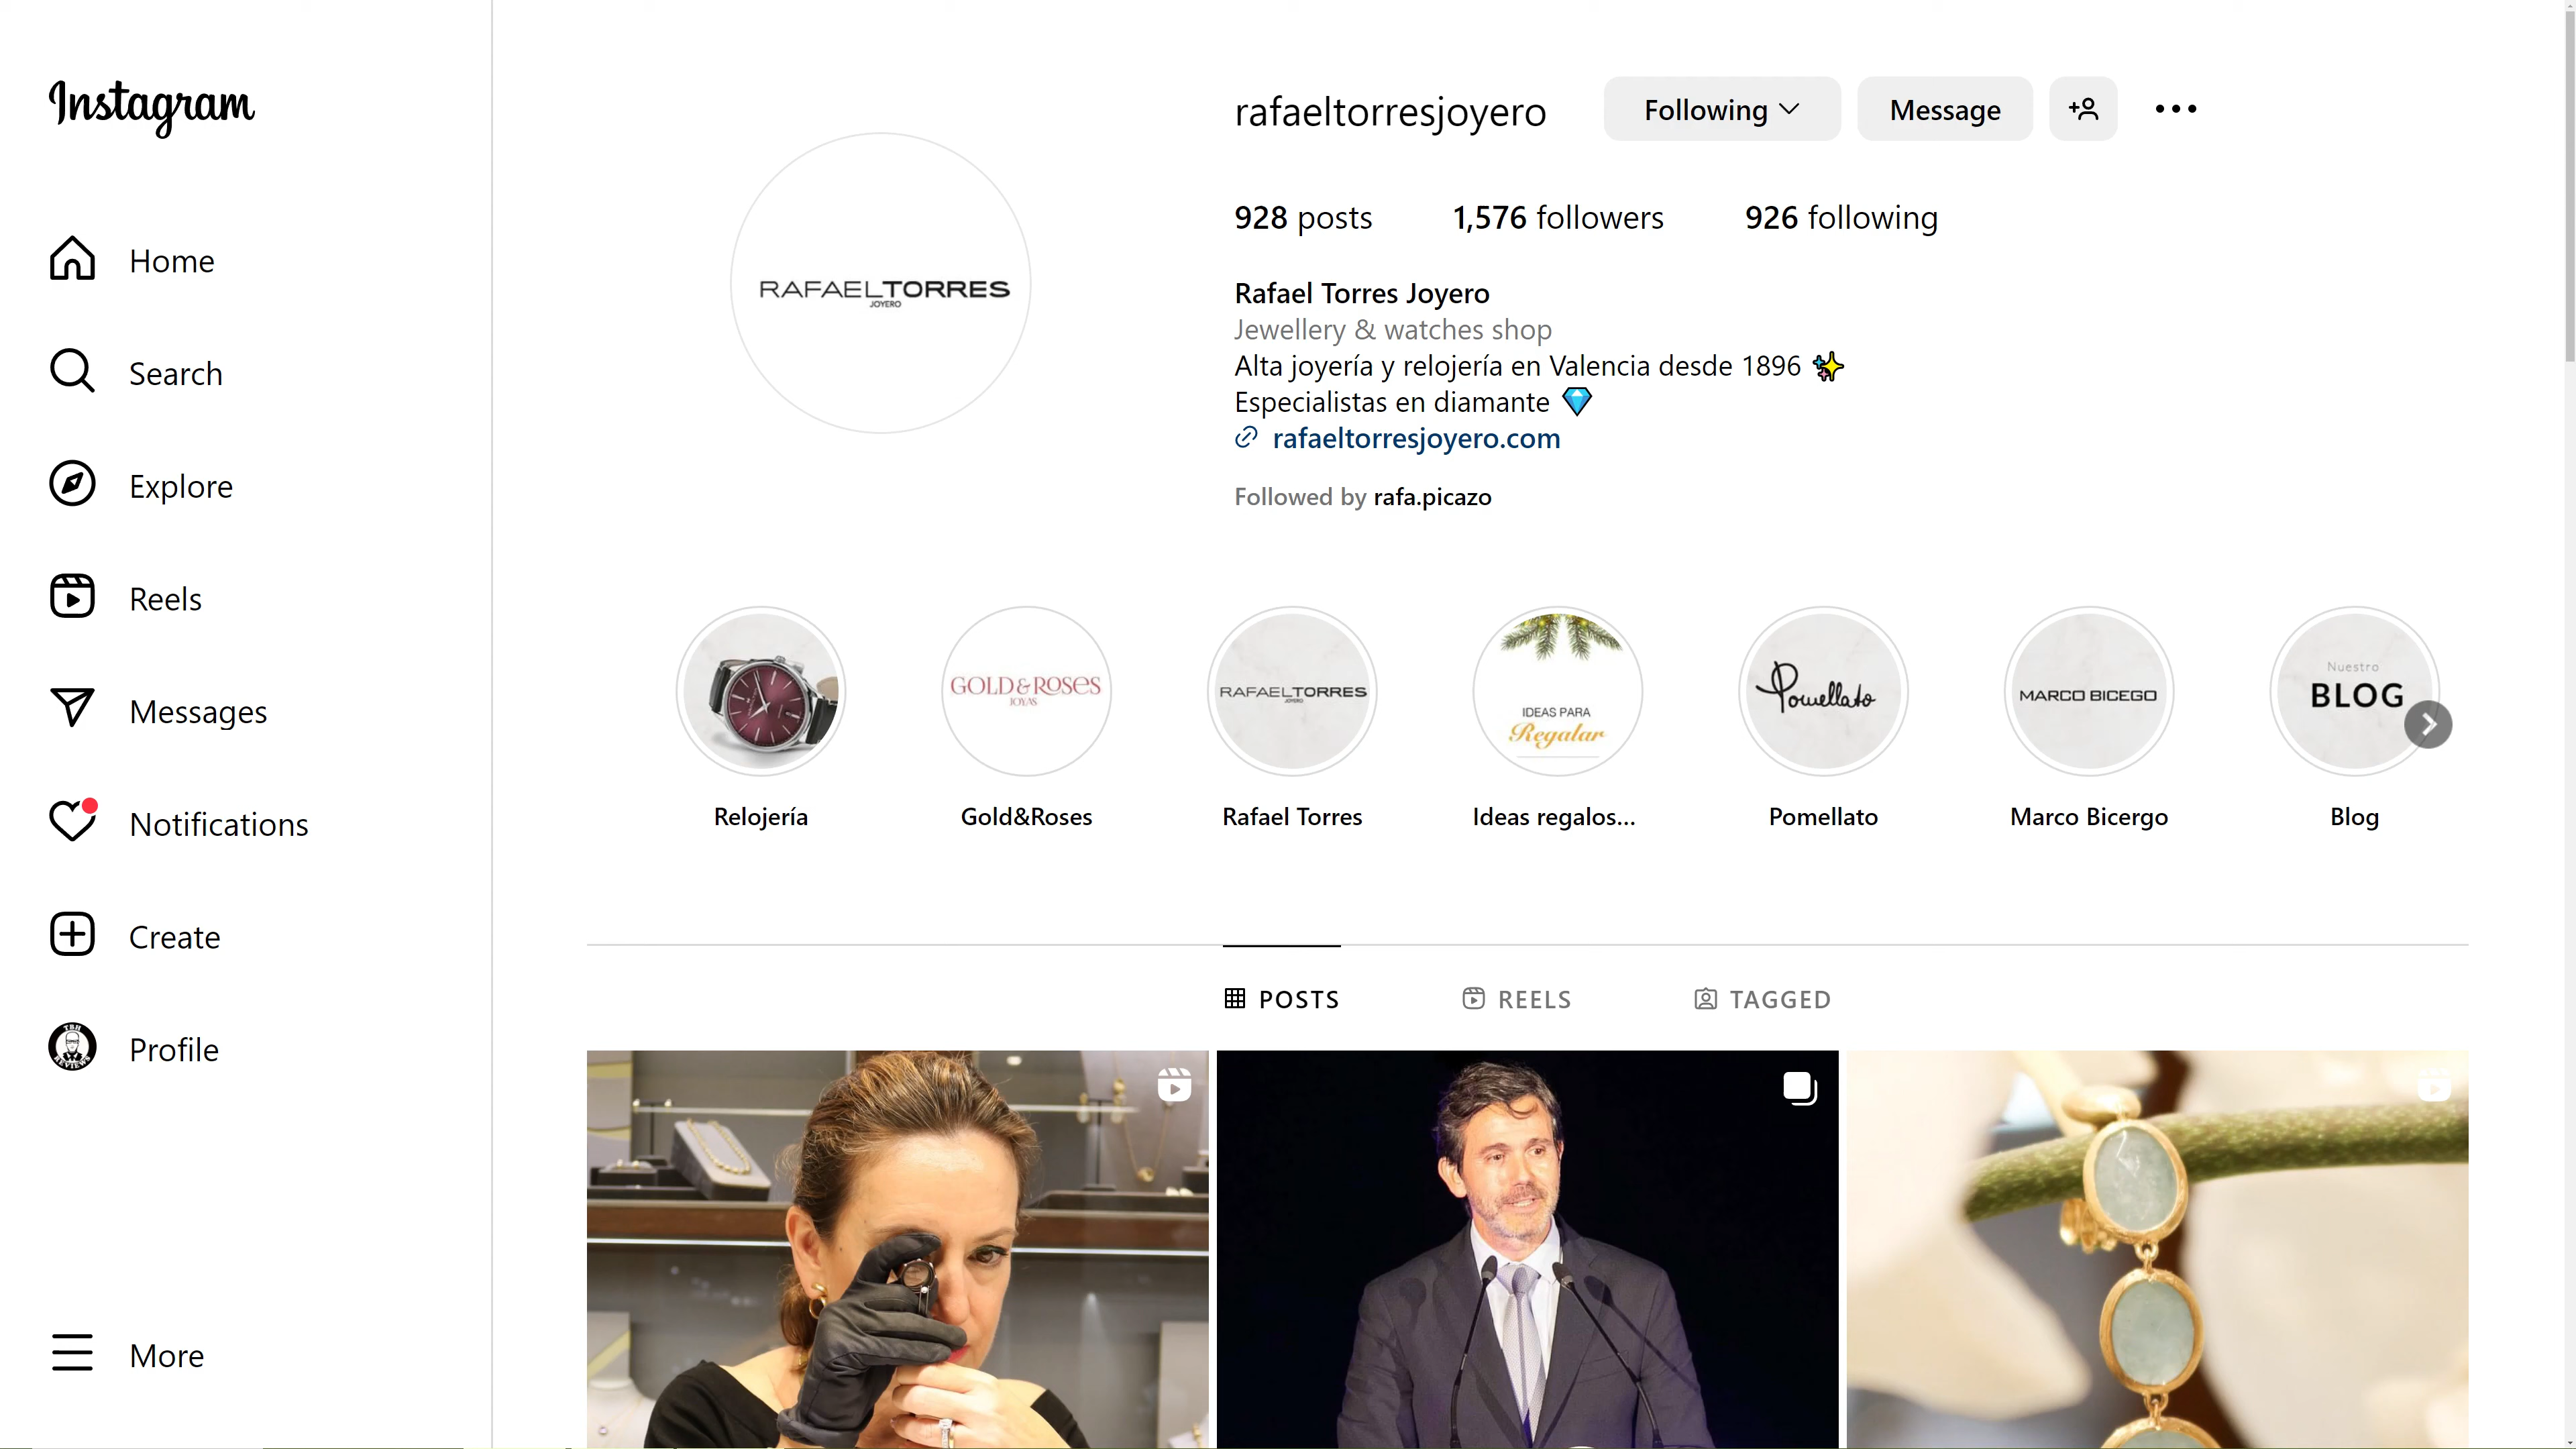 Instagram
Home
Search
Explore
Reels
Messages
Notifications
Create
Profile
More
rafaeltorresjoyero
Following
Message
928 posts
1,576 followers
926 following
RAFAELTORRES
JOYERO
Rafael Torres Joyero
Jewellery & watches shop
Alta joyería y relojería en Valencia desde 1896 ✨
Especialistas en diamante 💎
rafaeltorresjoyero.com
Followed by rafa.picazo
Relojería
GOLD&ROSES
JOYAS
Gold&Roses
RAFAELTORRES
JOYERO
Rafael Torres
IDEAS PARA
Regalar
Ideas regalos...
Pomellato
Pomellato
MARCO BICEGO
Marco Bicergo
Nuestro
BLOG
Blog
POSTS
REELS
TAGGED